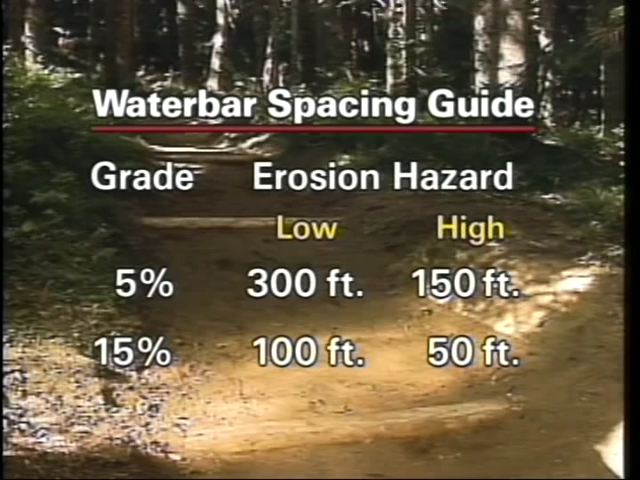 Waterbar Spacing Guide
Grade Erosion Hazard
Low High
5% 300 ft. 150 ft.
15% 100 ft. 50 ft.